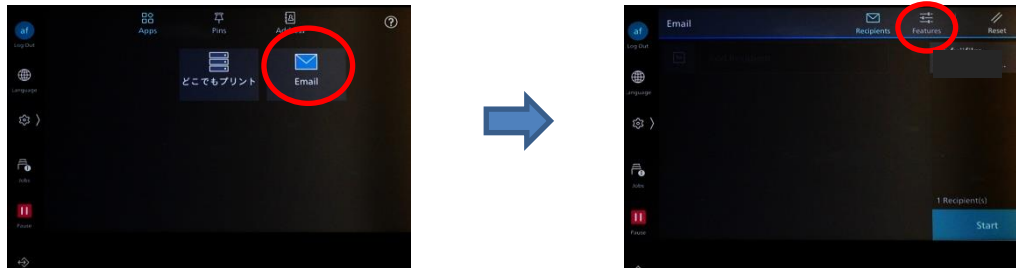 af
Log Out
Apps
Pins
Language
どこでもプリント
Email
Jobs
Pause
af
Log Out
Email
Recipients
Features
Reset
Language
Jobs
1 Recipient(s)
Pause
Start